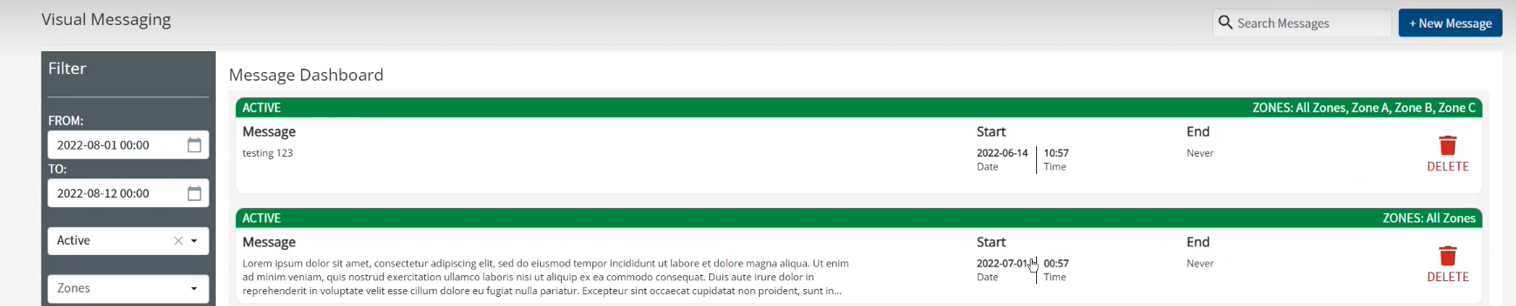 Visual Messaging
Search Messages
+ New Message
Filter
FROM:
2022-08-01 00:00
TO:
2022-08-12 00:00
Active
Zones
Message Dashboard
ACTIVE
ZONES: All Zones, Zone A, Zone B, Zone C
Message
Start
End
testing 123
2022-06-14
10:57
Never
Date
Time
DELETE
ACTIVE
ZONES: All Zones
Message
Start
End
Lorem ipsum dolor sit amet, consectetur adipiscing elit, sed do eiusmod tempor incididunt ut labore et dolore magna aliqua. Ut enim
ad minim veniam, quis nostrud exercitation ullamco laboris nisi ut aliquip ex ea commodo consequat. Duis aute irure dolor in
reprehenderit in voluptate velit esse cillum dolore eu fugiat nulla pariatur. Excepteur sint occaecat cupidatat non proident, sunt in...
2022-07-01
00:57
Never
Date
Time
DELETE